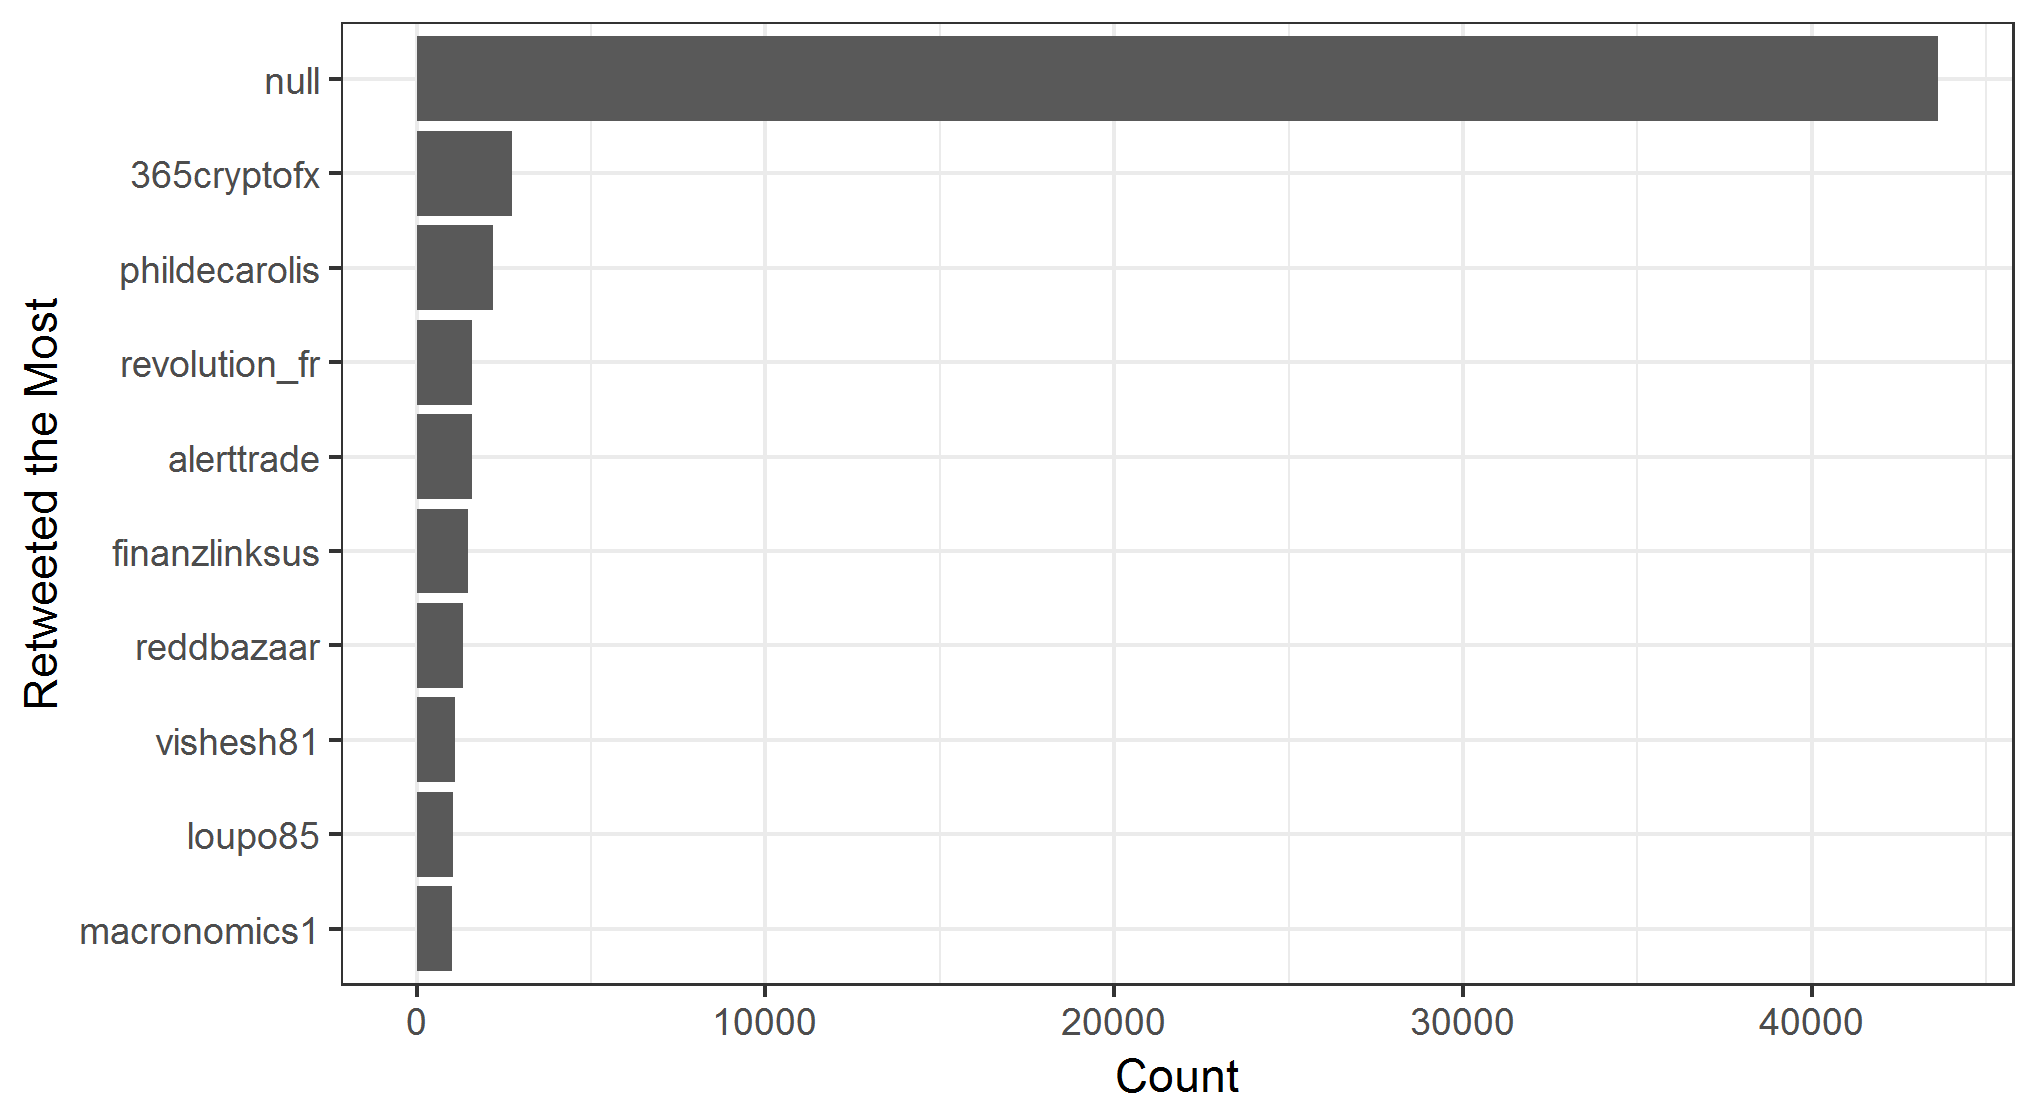 Retweeted the Most
null
365cryptofx
phildecarolis
revolution_fr
alerttrade
finanzlinksus
reddbazaar
vishesh81
loupo85
macronomics1
0 10000 20000 30000 40000
Count